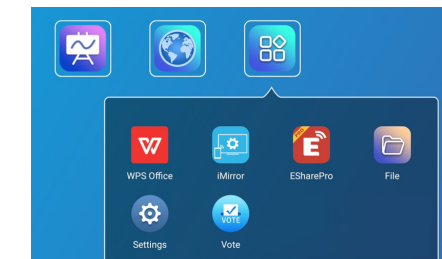 WPS Office
iMirror
ESharePro
File
VOTE
Settings
Vote